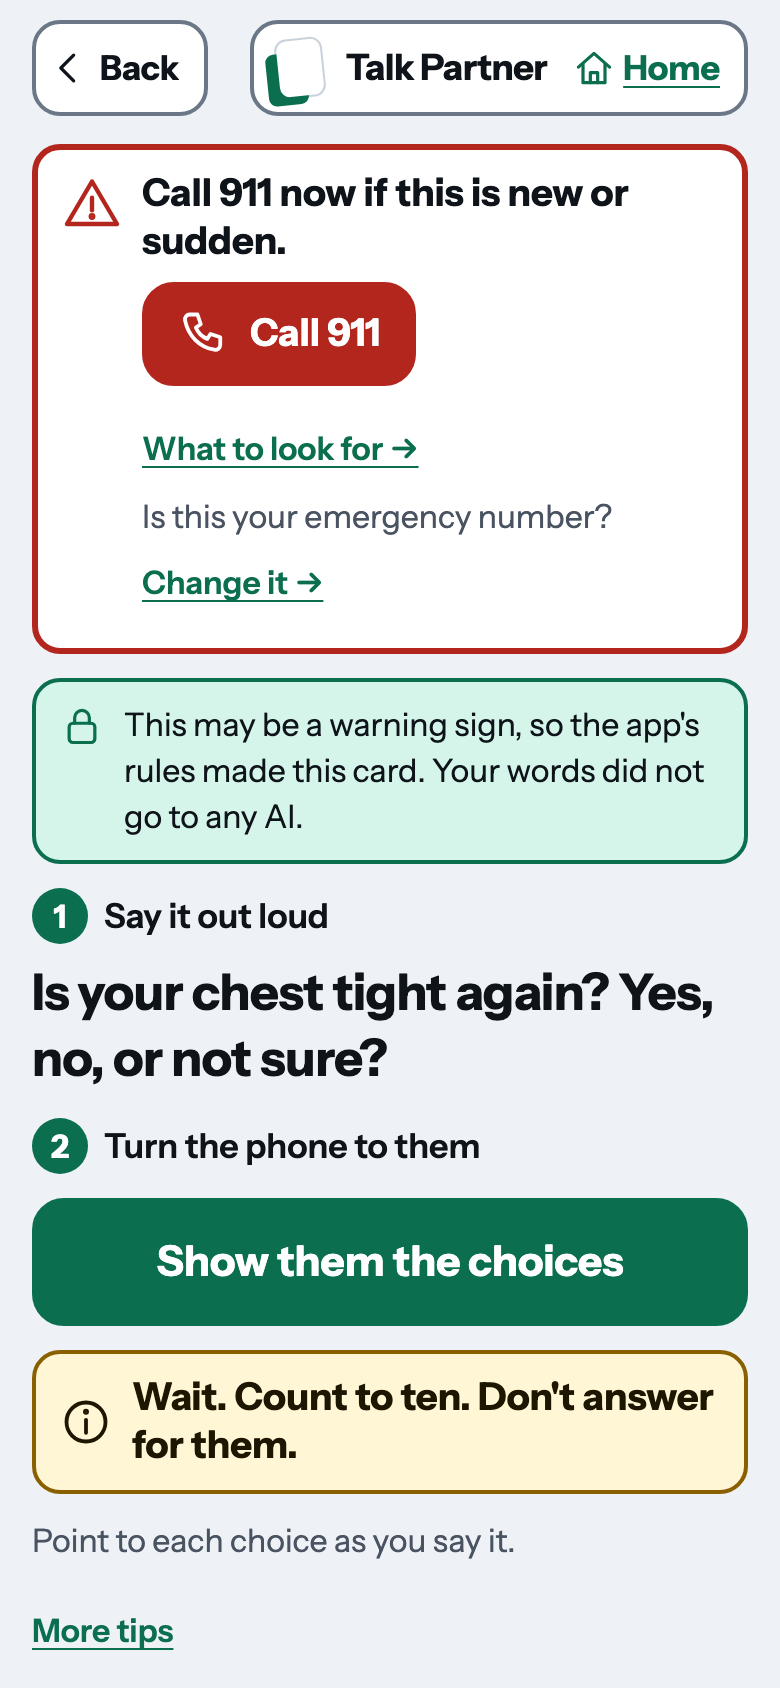 Back
Talk Partner
Home
Call 911 now if this is new or
sudden.
Call 911
What to look for →
Is this your emergency number?
Change it →
This may be a warning sign, so the app's
rules made this card. Your words did not
go to any AI.
1 Say it out loud
Is your chest tight again? Yes,
no, or not sure?
2 Turn the phone to them
Show them the choices
Wait. Count to ten. Don't answer
for them.
Point to each choice as you say it.
More tips